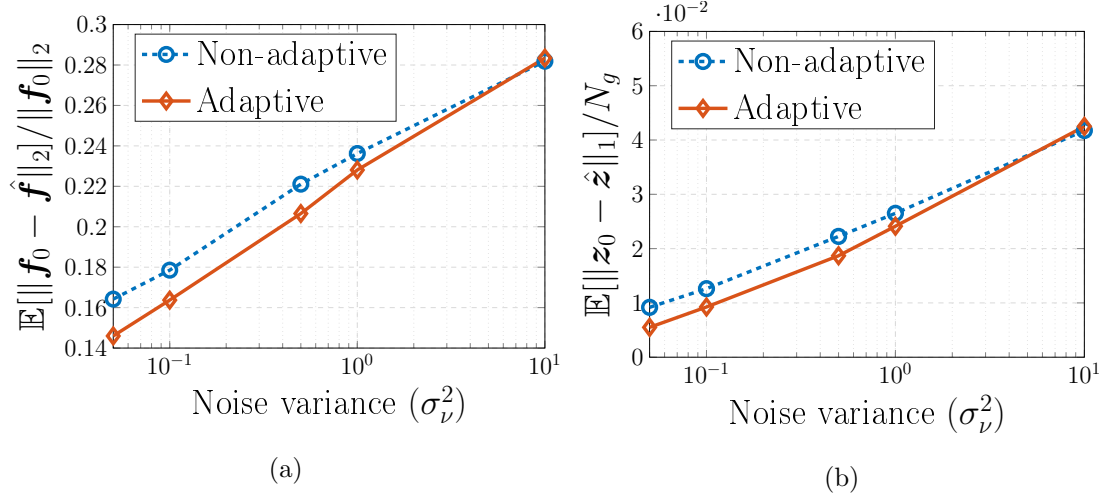 0.3
0.28
0.26
0.24
0.22
0.2
0.18
0.16
0.14
10⁻¹
10⁰
10¹
Non-adaptive
Adaptive
𝔼[‖𝒇₀ − 𝒇̂‖₂]/‖𝒇₀‖₂
Noise variance (σ²_ν)
(a)
·10⁻²
6
5
4
3
2
1
0
10⁻¹
10⁰
10¹
Non-adaptive
Adaptive
𝔼[‖𝒛₀ − 𝒛̂‖₁]/N_g
Noise variance (σ²_ν)
(b)